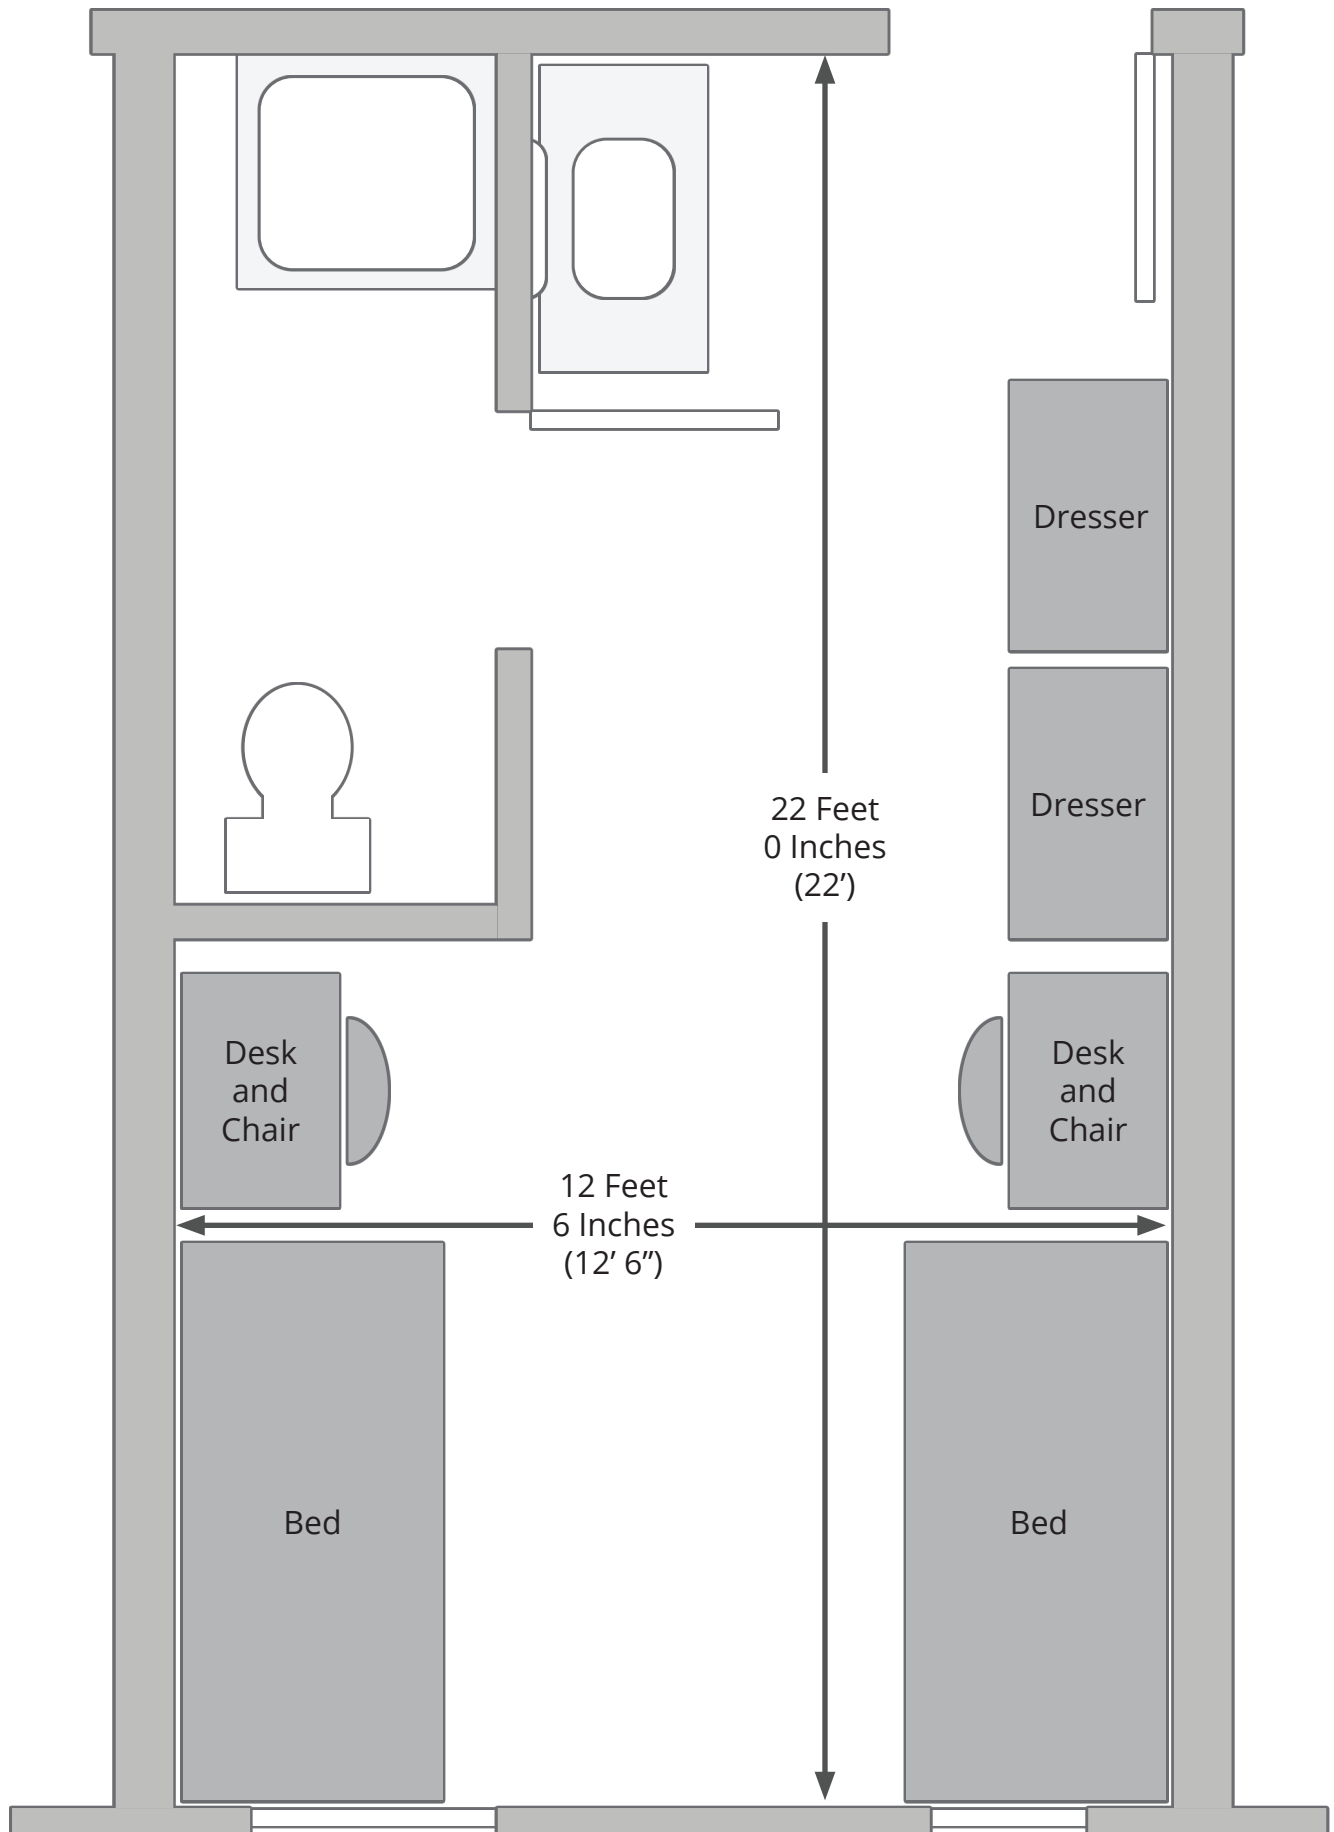 Dresser
Dresser
22 Feet
0 Inches
(22’)
Desk
and
Chair
Desk
and
Chair
12 Feet
6 Inches
(12’ 6”)
Bed
Bed